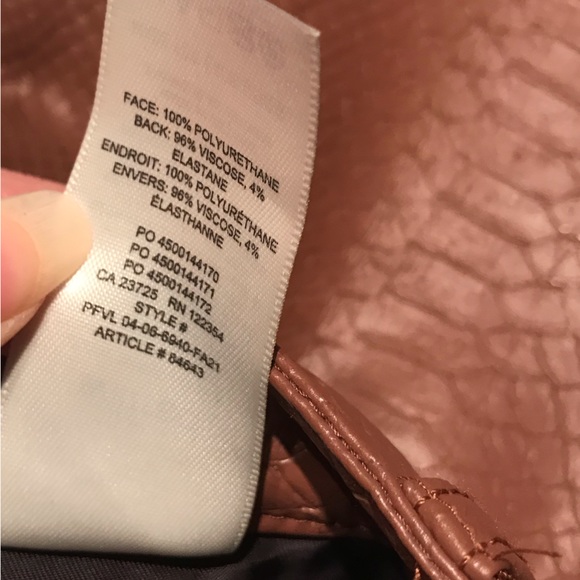 FACE: 100% POLYURETHANE
BACK: 96% VISCOSE, 4%
ELASTANE
ENDROIT: 100% POLYURÉTHANE
ENVERS: 96% VISCOSE, 4%
ÉLASTHANNE
PO 4500144170
PO 4500144171
PO 4500144172
CA 23725 RN 122354
STYLE #
PFVL 04-06-6940-FA21
ARTICLE # 84643